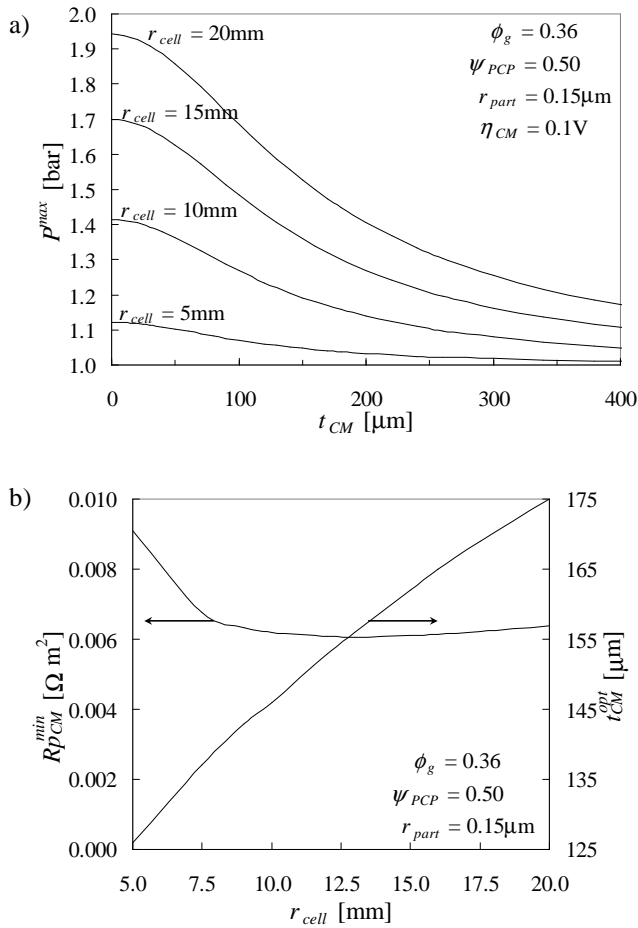 a)
2.0
1.9
1.8
1.7
1.6
1.5
1.4
1.3
1.2
1.1
1.0
P^max [bar]
r_cell = 20mm
r_cell = 15mm
r_cell = 10mm
r_cell = 5mm
ϕ_g = 0.36
ψ_PCP = 0.50
r_part = 0.15μm
η_CM = 0.1V
0 100 200 300 400
t_CM [μm]
b)
0.010
0.008
0.006
0.004
0.002
0.000
Rp_CM^min [Ω m²]
175
165
155
145
135
125
t_CM^opt [μm]
ϕ_g = 0.36
ψ_PCP = 0.50
r_part = 0.15μm
5.0 7.5 10.0 12.5 15.0 17.5 20.0
r_cell [mm]